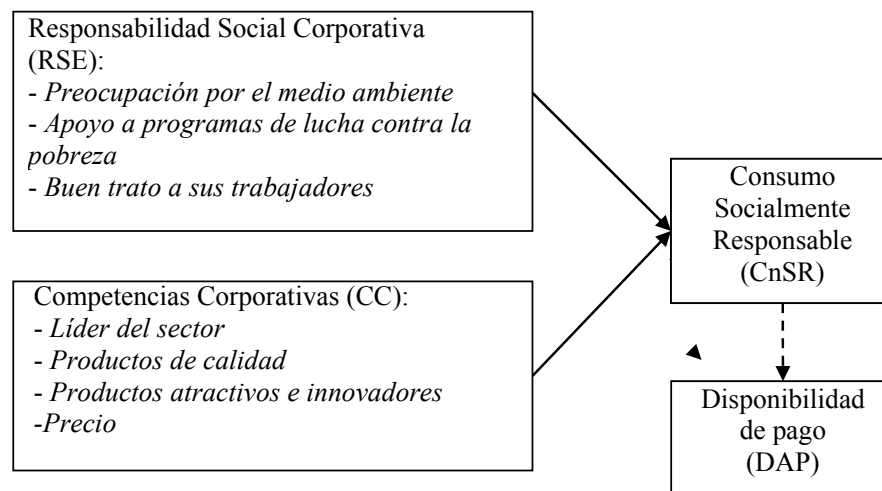 Responsabilidad Social Corporativa
(RSE):
- Preocupación por el medio ambiente
- Apoyo a programas de lucha contra la
pobreza
- Buen trato a sus trabajadores
Competencias Corporativas (CC):
- Líder del sector
- Productos de calidad
- Productos atractivos e innovadores
-Precio
Consumo
Socialmente
Responsable
(CnSR)
Disponibilidad
de pago
(DAP)